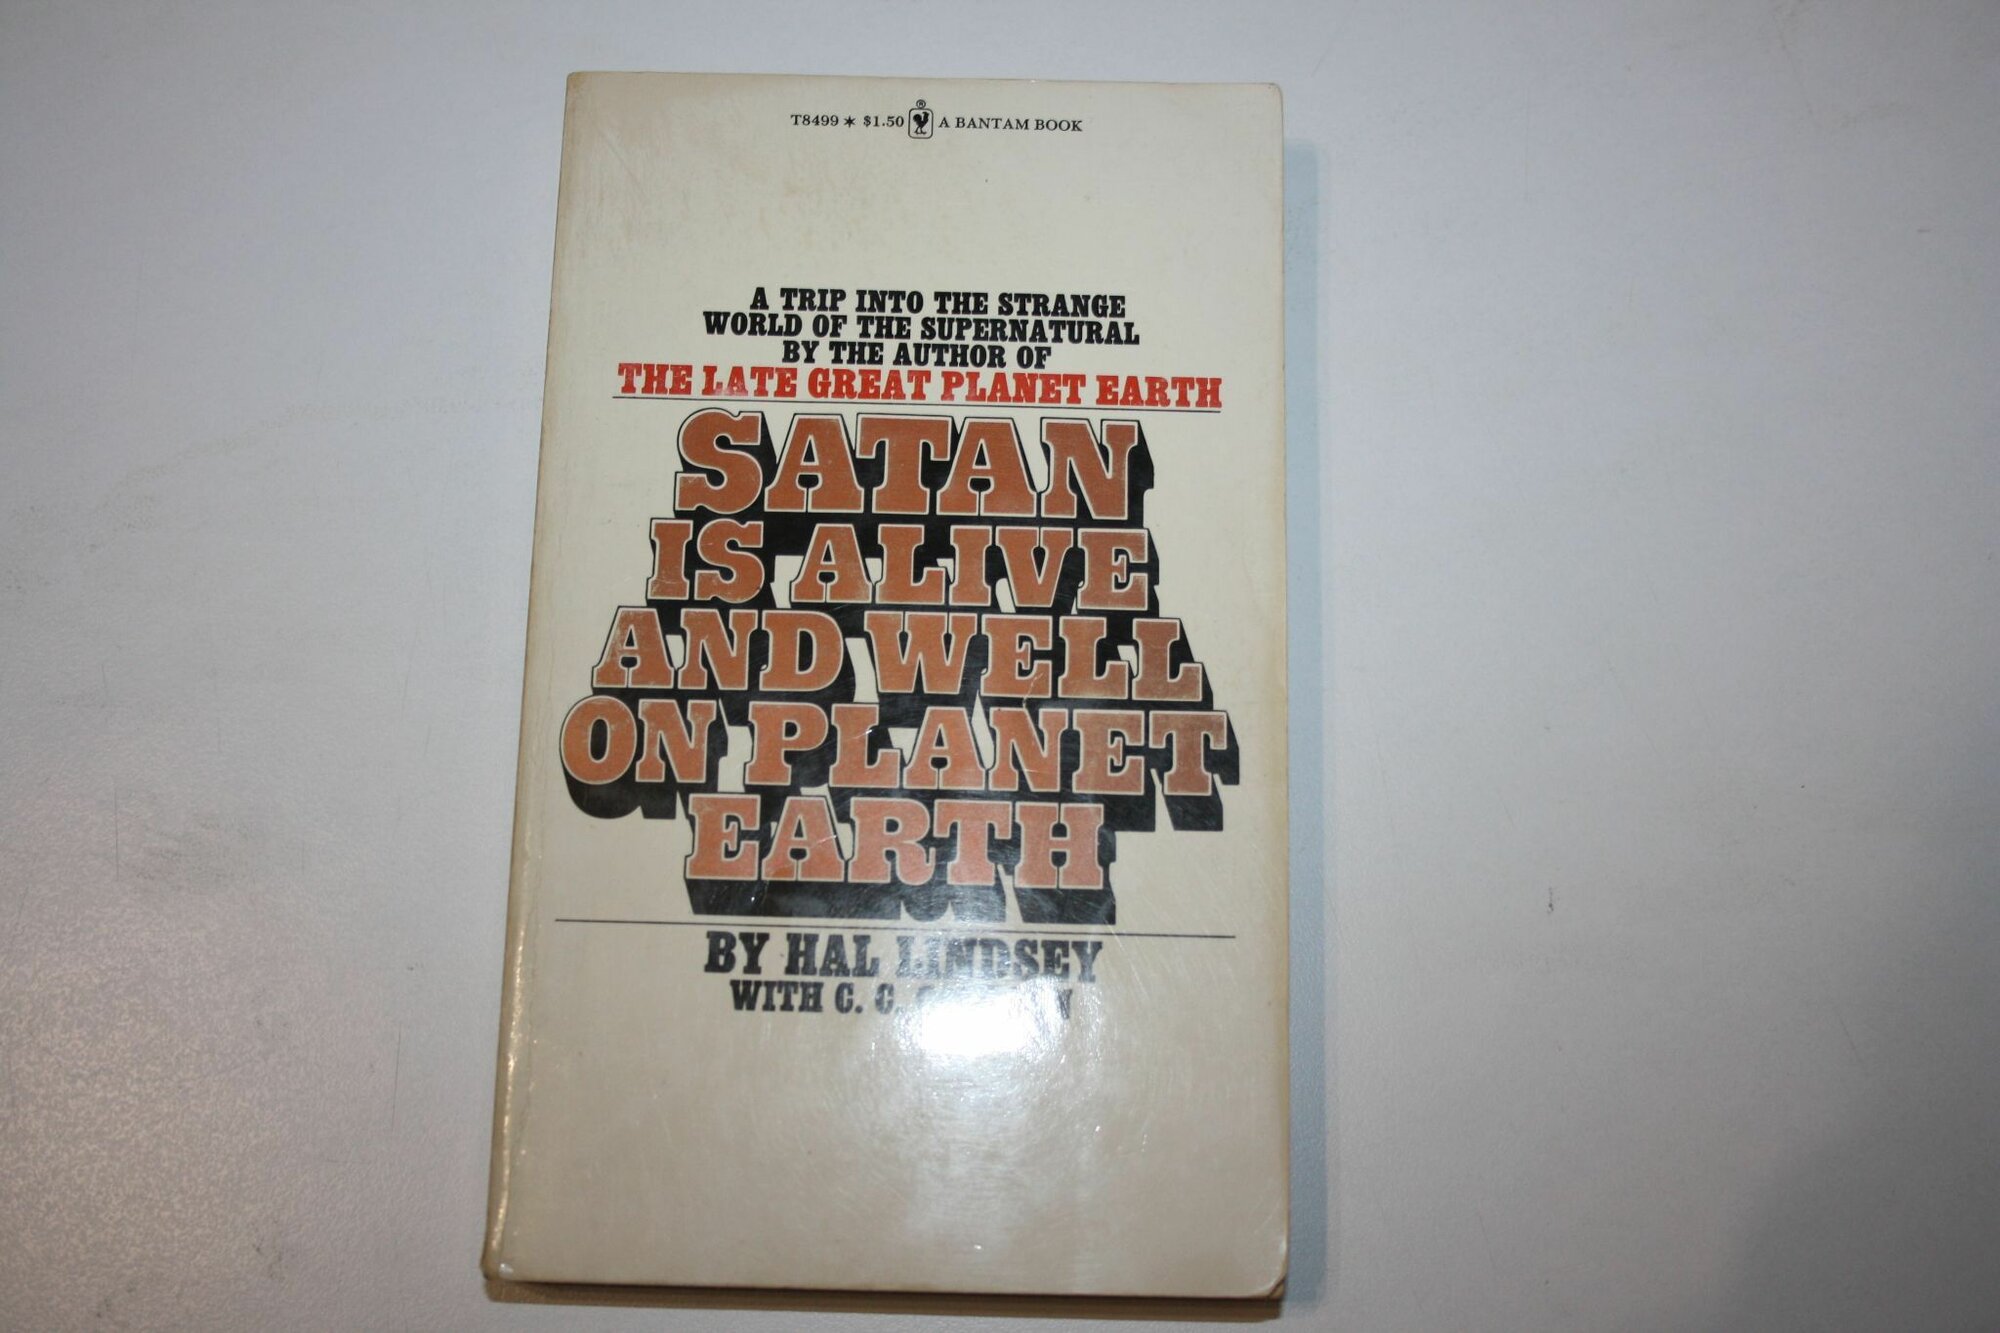 T8499 * $1.50 ® A BANTAM BOOK
A TRIP INTO THE STRANGE
WORLD OF THE SUPERNATURAL
BY THE AUTHOR OF
THE LATE GREAT PLANET EARTH
SATAN
IS ALIVE
AND WELL
ON PLANET
EARTH
BY HAL LINDSEY
WITH C. C.